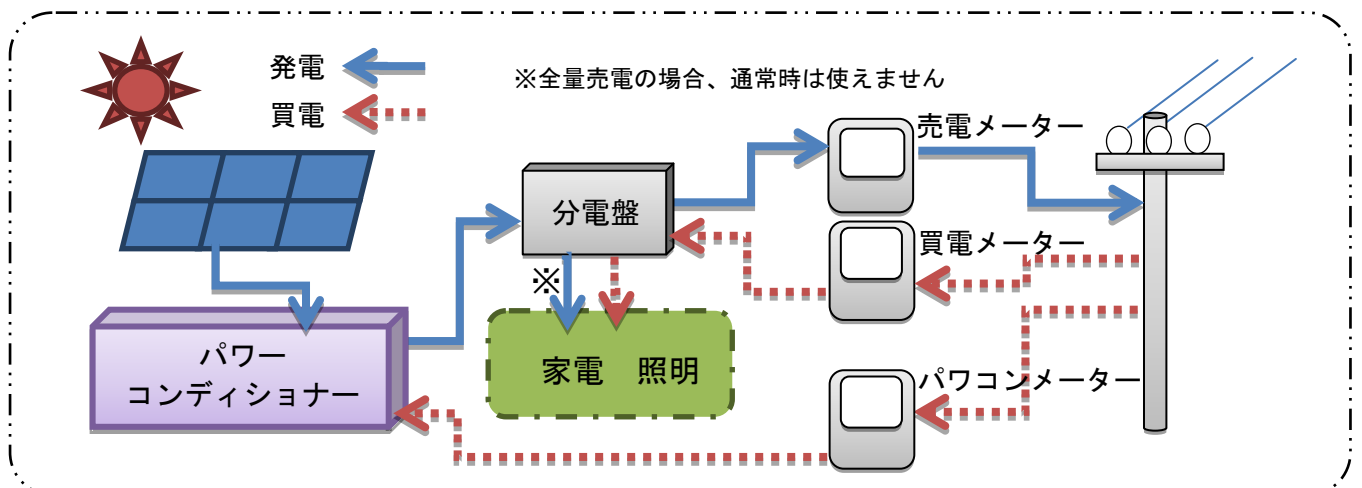 発電
買電
※全量売電の場合、通常時は使えません
売電メーター
分電盤
買電メーター
※
パワー
コンディショナー
家電　照明
パワコンメーター